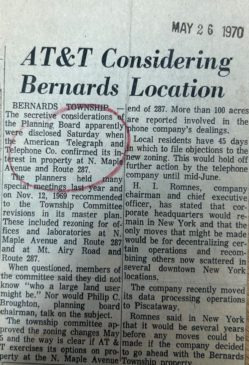 MAY 26 1970
AT&T Considering
Bernards Location
BERNARDS TOWNSHIP —
The secretive considerations of
the Planning Board apparently
were disclosed Saturday when
the American Telegraph and
Telephone Co. confirmed its in-
terest in property at N. Maple
and Route 287.
The planners held
special meetings last year and
on Nov. 12, 1969 recommended
to the Township Committee
revisions in its master plan.
These included rezoning for of-
fices and laboratories at N.
Maple Avenue and Route 287
and at Mt. Airy Road and
Route 287.
When questioned, members of
the committee said they did not
know "who a large land user
might be." Nor would Philip C.
Broughton, planning board
chairman, talk on the subject.
The township committee ap-
proved the zoning changes May
5 and the way is clear if AT &
T exercises its options on pro-
perty at the N. Maple Avenue
end of 287. More than 100 acres
are reported involved in the
phone company's dealings.
Local residents have 45 days
in which to file objections to the
new zoning. This would hold off
further action by the telephone
company until mid-June.
H. I. Romnes, company
chairman and chief executive
officer, has stated that cor-
porate headquarters would re-
main in New York and that
the only moves that might be made
would be for decentralizing cer-
tain operations and recom-
bining others now scattered in
several downtown New York
locations.
The company recently moved
its data processing operations
to Piscataway.
Romnes said in New York that
it would be several years
before any moves could be
made if the company decided
to go ahead with the Bernards
Township property.